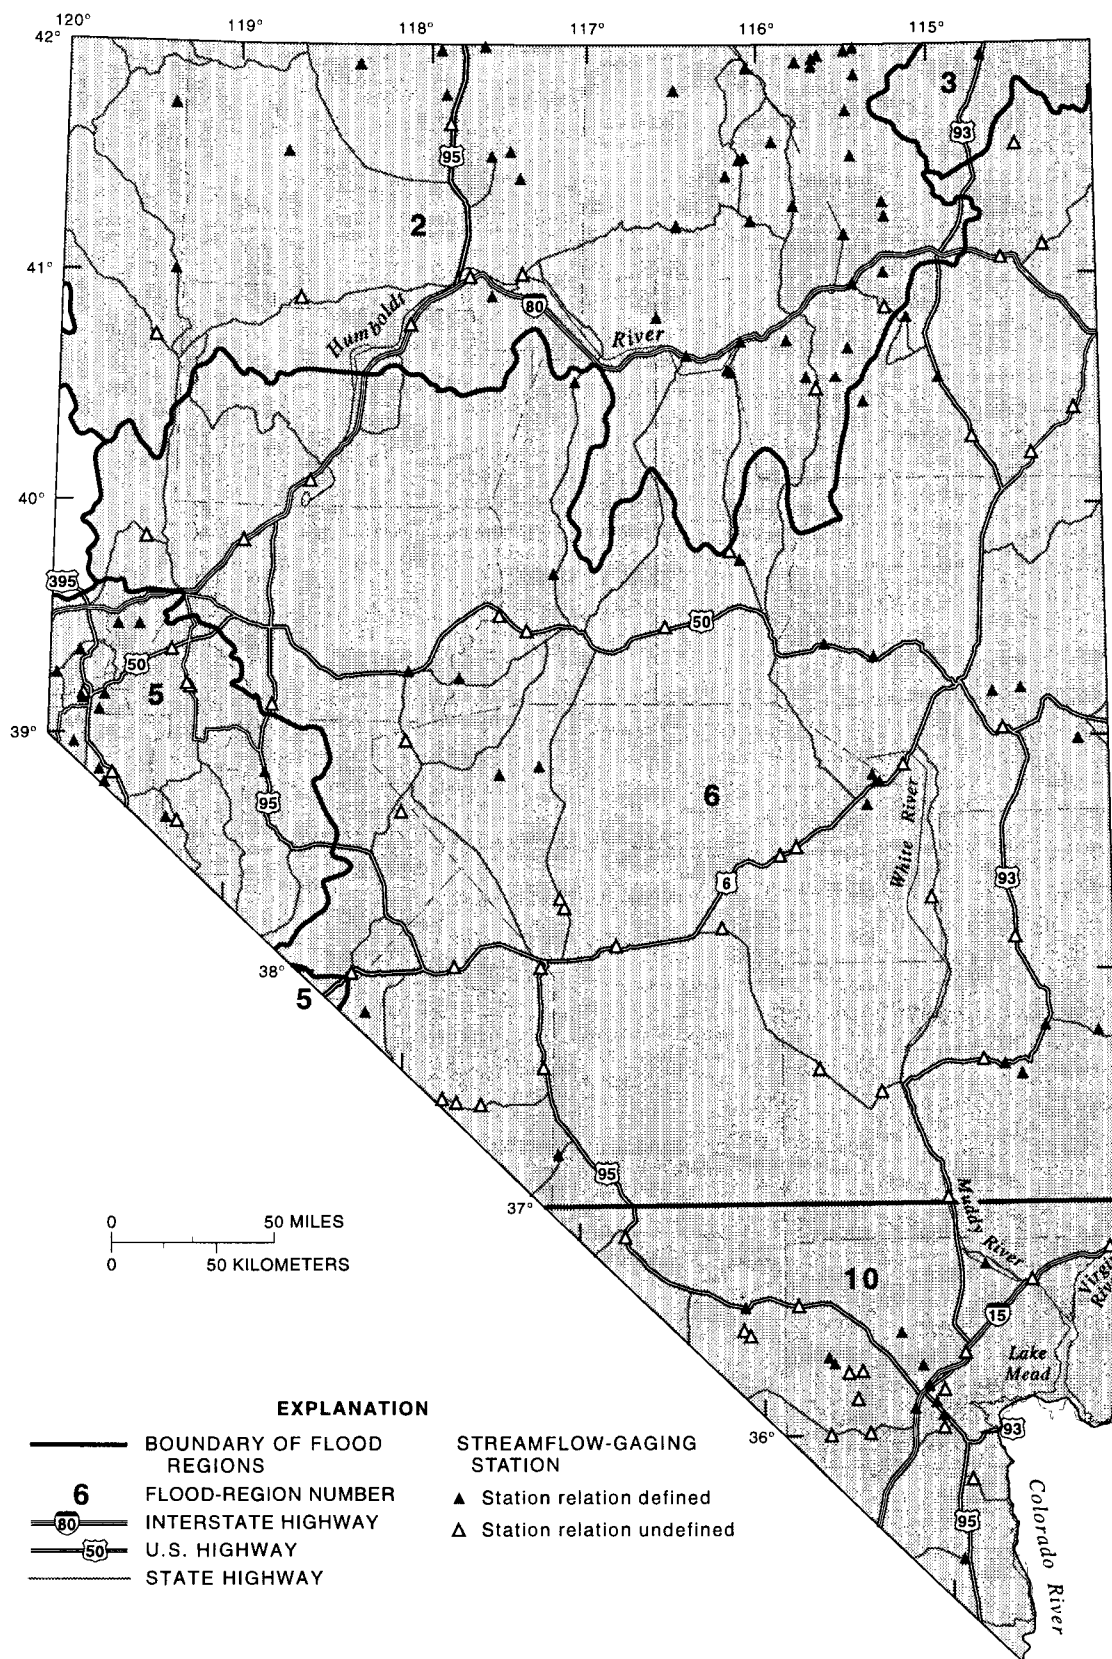 120°
119°
118°
117°
116°
115°
42°
3
93
95
2
41°
Humboldt
80
River
40°
395
50
50
5
39°
95
6
White River
6
93
38°
5
95
37°
Muddy River
0 50 MILES
0 50 KILOMETERS
10
Virgin
15
Lake
Mead
36°
93
95
Colorado River
EXPLANATION
BOUNDARY OF FLOOD
REGIONS
6 FLOOD-REGION NUMBER
80 INTERSTATE HIGHWAY
50 U.S. HIGHWAY
STATE HIGHWAY
STREAMFLOW-GAGING
STATION
Station relation defined
Station relation undefined